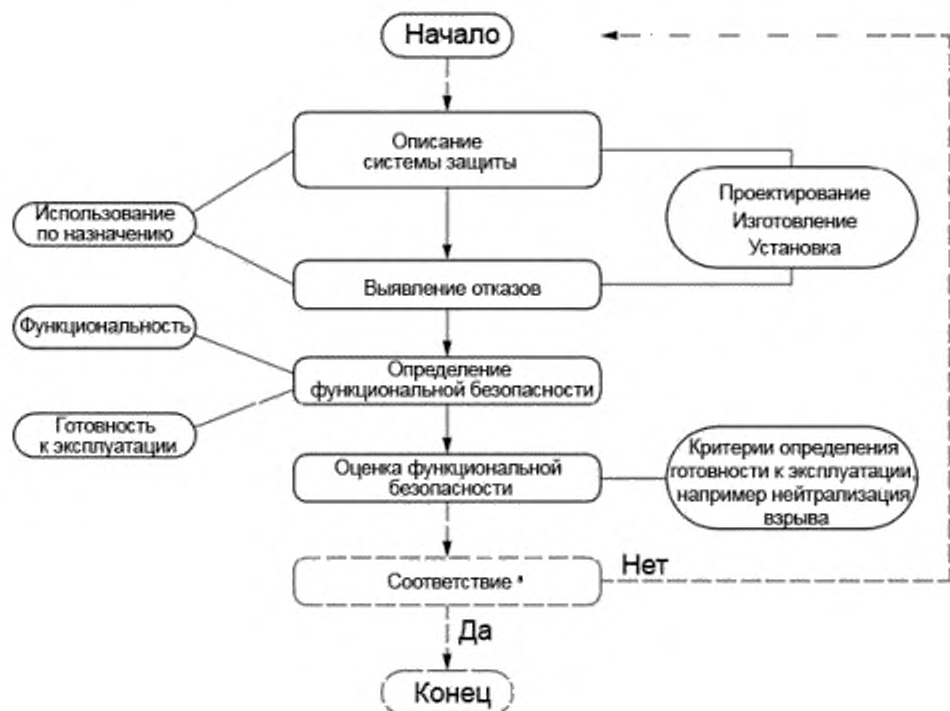 Начало
Описание
системы защиты
Проектирование
Изготовление
Установка
Использование
по назначению
Выявление отказов
Функциональность
Определение
функциональной безопасности
Готовность
к эксплуатации
Оценка функциональной
безопасности
Критерии определения
готовности к эксплуатации,
например нейтрализация
взрыва
Соответствие ª
Нет
Да
Конец